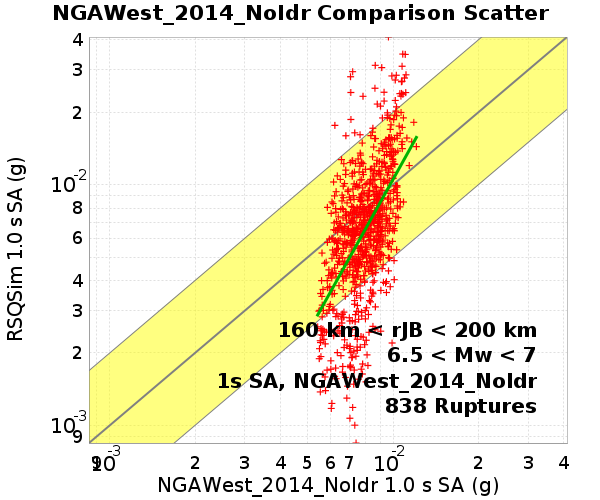 NGAWest_2014_NoIdr Comparison Scatter
RSQSim 1.0 s SA (g)
4
3
2
10-2
8
6
4
3
2
10-3
9
160 km < rJB < 200 km
6.5 < Mw < 7
1s SA, NGAWest_2014_NoIdr
838 Ruptures
9 10-3 2 3 4 5 6 7 10-2 2 3 4
NGAWest_2014_NoIdr 1.0 s SA (g)